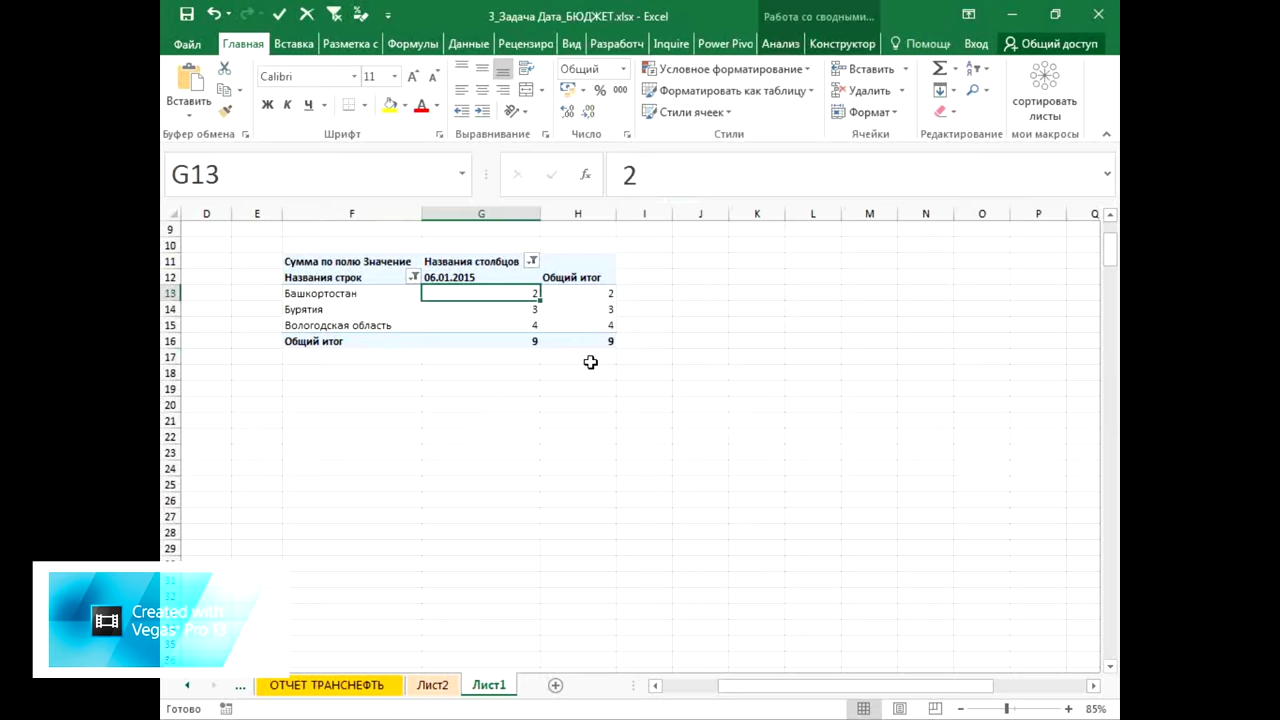 3_Задача Дата_БЮДЖЕТ.xlsx - Excel
Работа со сводными...
Файл Главная Вставка Разметка с Формулы Данные Рецензиро Вид Разработч Inquire Power Pivo Анализ Конструктор Помощн Вход Общий доступ
Вставить
Буфер обмена
Calibri 11
Ж К Ч А
Шрифт
Выравнивание
Общий
% 000
Число
Условное форматирование
Форматировать как таблицу
Стили ячеек
Стили
Вставить
Удалить
Формат
Ячейки
Редактирование
сортировать
листы
мои макросы
G13 fx 2
D E F G H I J K L M N O P Q
9
10
11 Сумма по полю Значение Названия столбцов
12 Названия строк 06.01.2015 Общий итог
13 Башкортостан 2 2
14 Бурятия 3 3
15 Вологодская область 4 4
16 Общий итог 9 9
17
18
19
20
21
22
23
24
25
26
27
28
29
Created with
Vegas Pro 13
... ОТЧЕТ ТРАНСНЕФТЬ Лист2 Лист1
Готово 85%